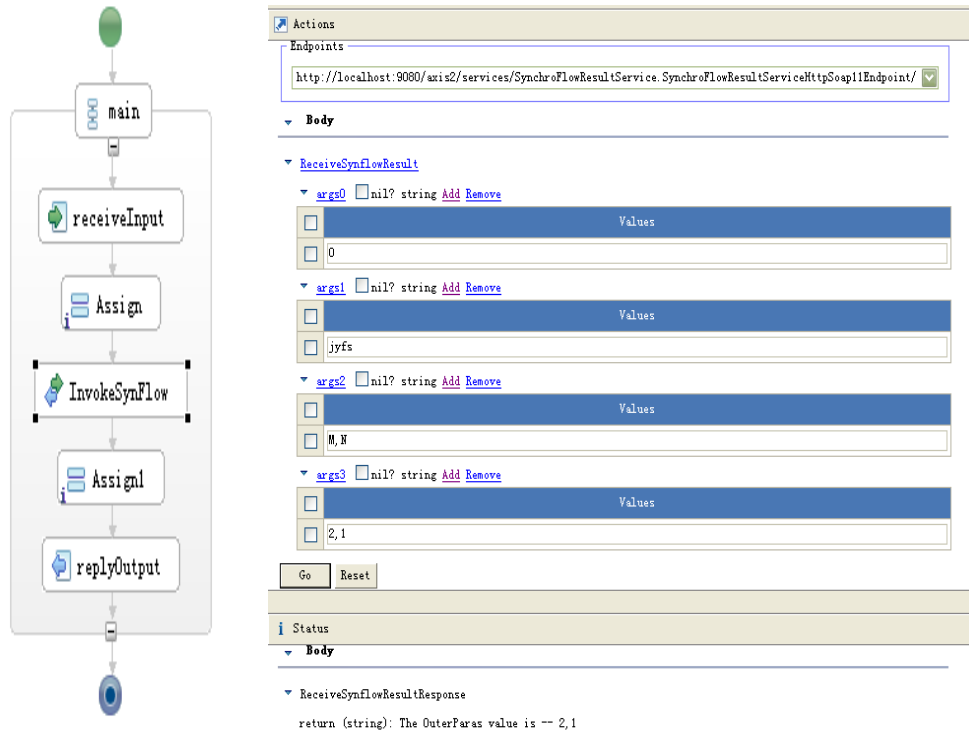 main
receiveInput
Assign
InvokeSynFlow
Assign1
replyOutput
Actions
Endpoints
http://localhost:9080/axis2/services/SynchroFlowResultService.SynchroFlowResultServiceHttpSoap11Endpoint/
Body
ReceiveSynflowResult
args0 nil? string Add Remove
Values
0
args1 nil? string Add Remove
Values
jyfs
args2 nil? string Add Remove
Values
M,N
args3 nil? string Add Remove
Values
2,1
Go Reset
i Status
Body
ReceiveSynflowResultResponse
return (string): The OuterParas value is -- 2,1